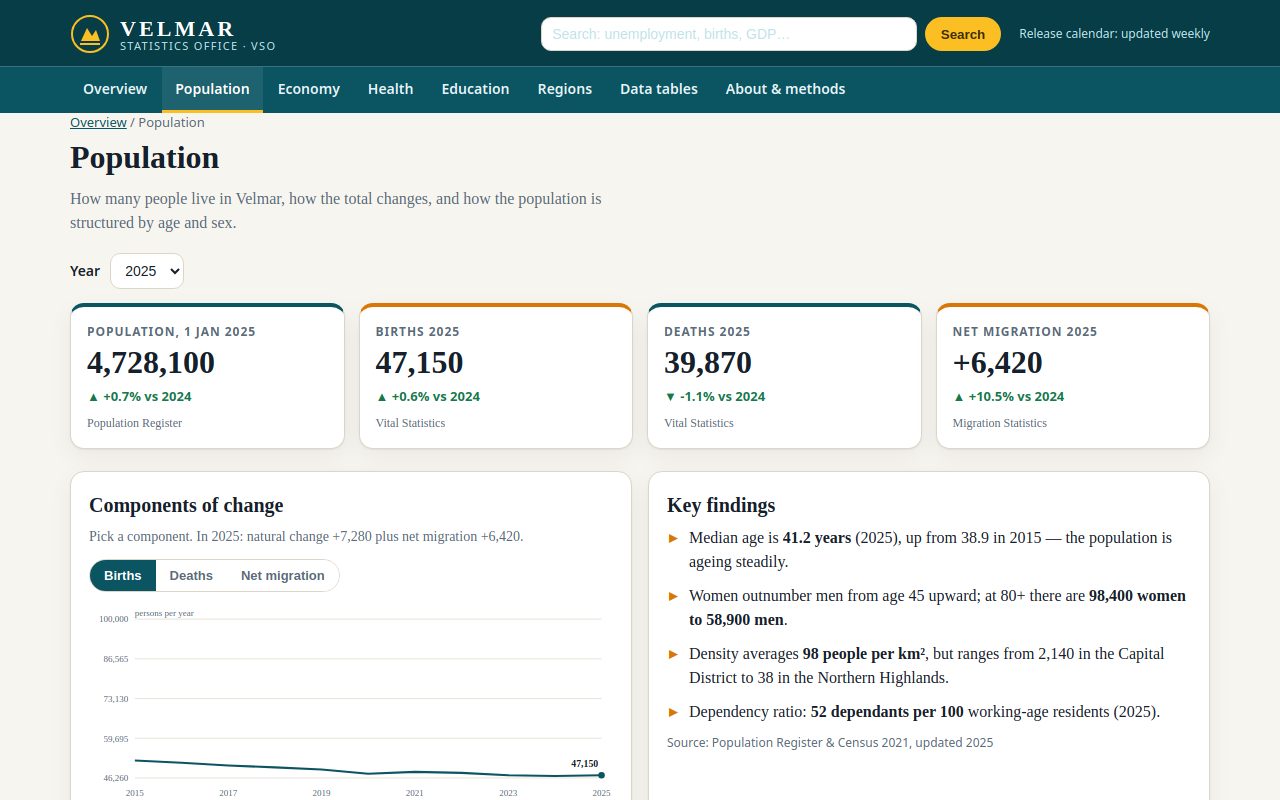 VELMAR
STATISTICS OFFICE · VSO
Search: unemployment, births, GDP…
Search
Release calendar: updated weekly
Overview
Population
Economy
Health
Education
Regions
Data tables
About & methods
Overview / Population
Population
How many people live in Velmar, how the total changes, and how the population is
structured by age and sex.
Year
2025
POPULATION, 1 JAN 2025
4,728,100
▲ +0.7% vs 2024
Population Register
BIRTHS 2025
47,150
▲ +0.6% vs 2024
Vital Statistics
DEATHS 2025
39,870
▼ -1.1% vs 2024
Vital Statistics
NET MIGRATION 2025
+6,420
▲ +10.5% vs 2024
Migration Statistics
Components of change
Pick a component. In 2025: natural change +7,280 plus net migration +6,420.
Births
Deaths
Net migration
persons per year
100,000
86,565
73,130
59,695
46,260
47,150
2015
2017
2019
2021
2023
2025
Key findings
► Median age is 41.2 years (2025), up from 38.9 in 2015 — the population is
ageing steadily.
► Women outnumber men from age 45 upward; at 80+ there are 98,400 women
to 58,900 men.
► Density averages 98 people per km², but ranges from 2,140 in the Capital
District to 38 in the Northern Highlands.
► Dependency ratio: 52 dependants per 100 working-age residents (2025).
Source: Population Register & Census 2021, updated 2025